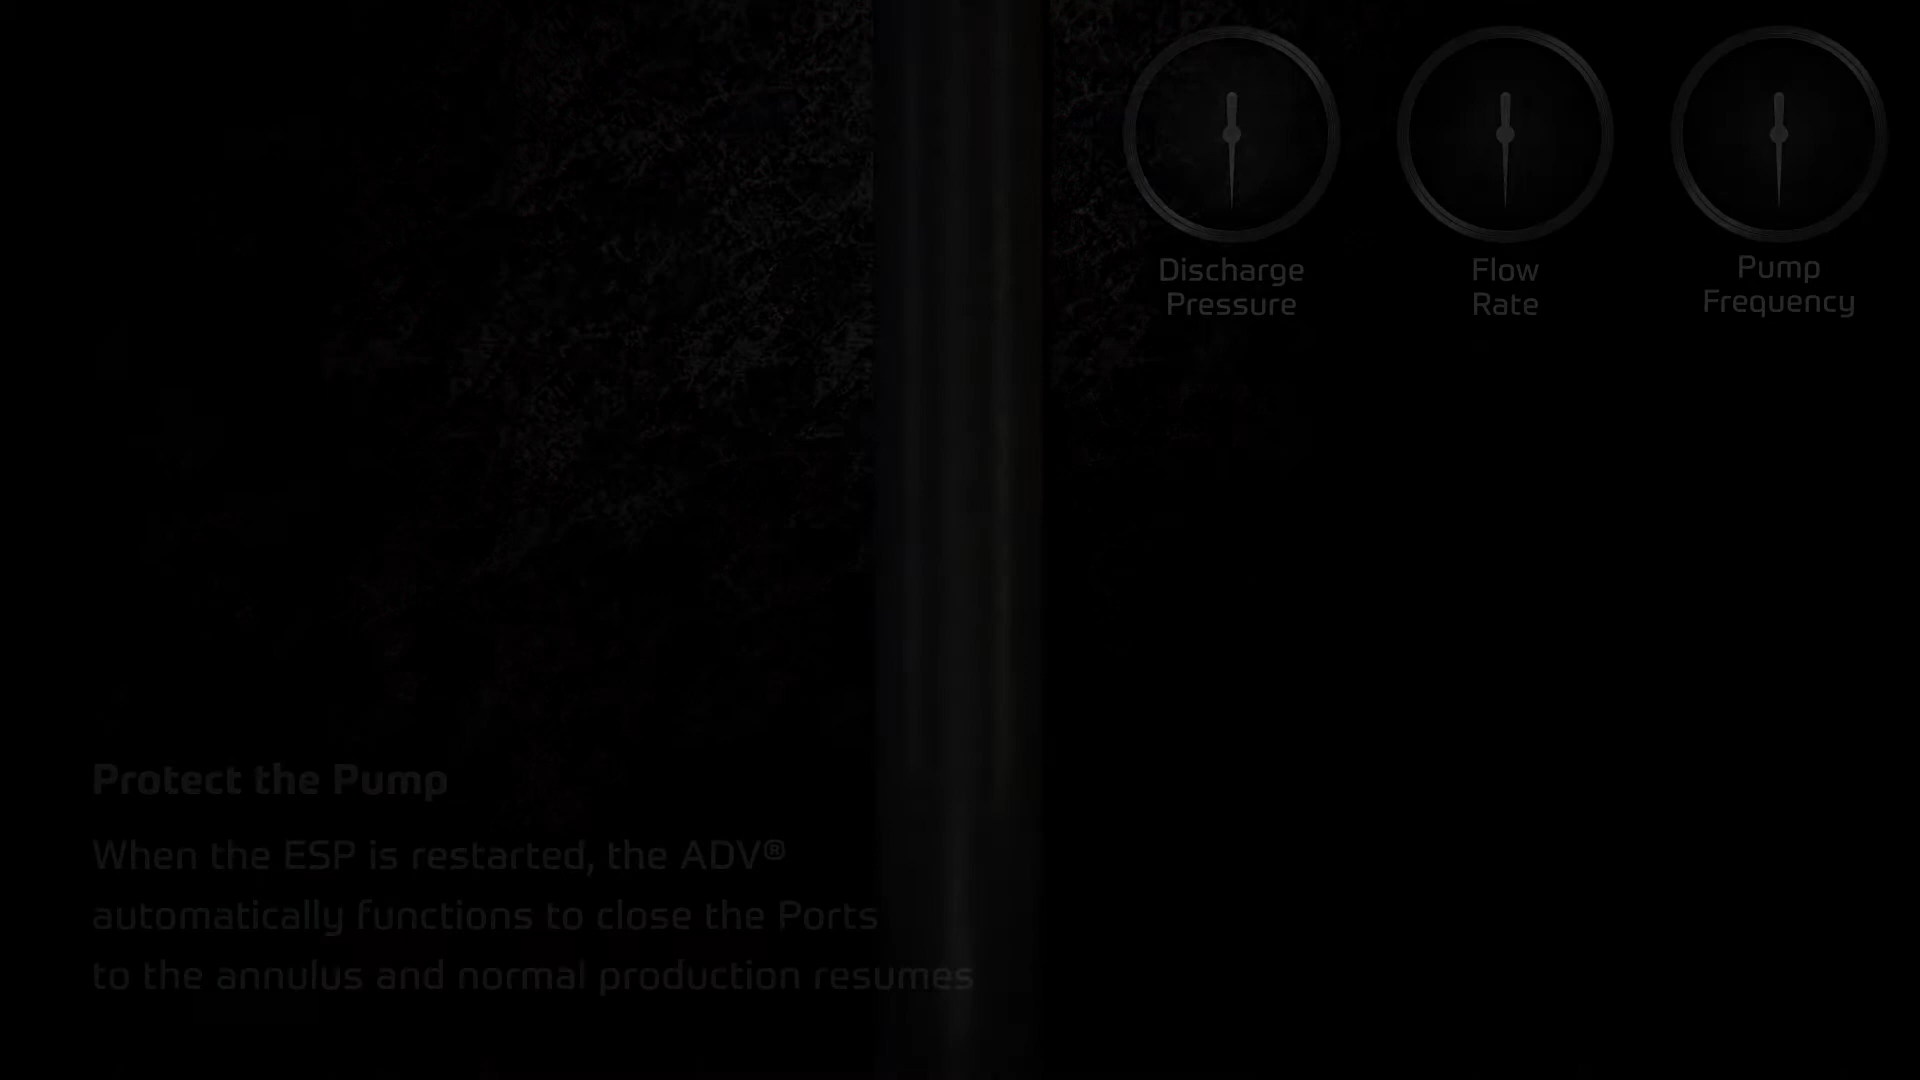 Discharge
Pressure
Flow
Rate
Pump
Frequency
Protect the Pump
When the ESP is restarted, the ADV®
automatically functions to close the Ports
to the annulus and normal production resumes